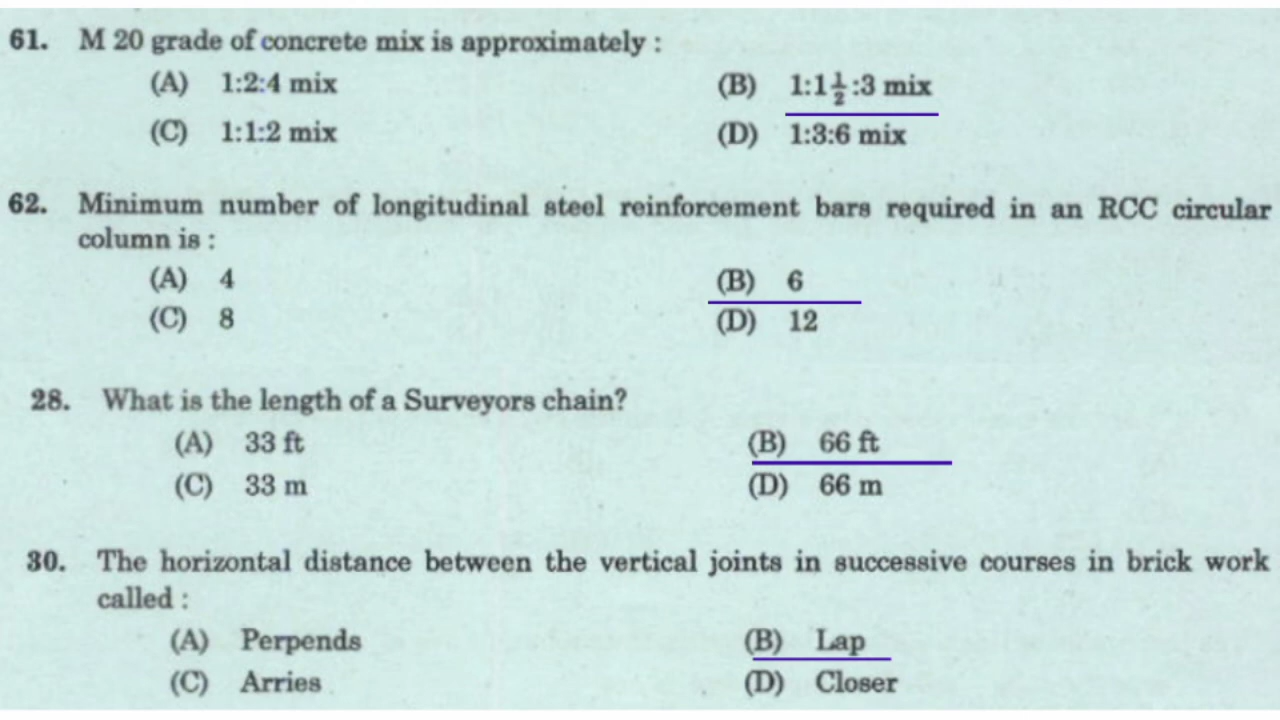 61. M 20 grade of concrete mix is approximately :
(A) 1:2:4 mix (B) 1:1½:3 mix
(C) 1:1:2 mix (D) 1:3:6 mix
62. Minimum number of longitudinal steel reinforcement bars required in an RCC circular
column is :
(A) 4 (B) 6
(C) 8 (D) 12
28. What is the length of a Surveyors chain?
(A) 33 ft (B) 66 ft
(C) 33 m (D) 66 m
30. The horizontal distance between the vertical joints in successive courses in brick work
called :
(A) Perpends (B) Lap
(C) Arries (D) Closer